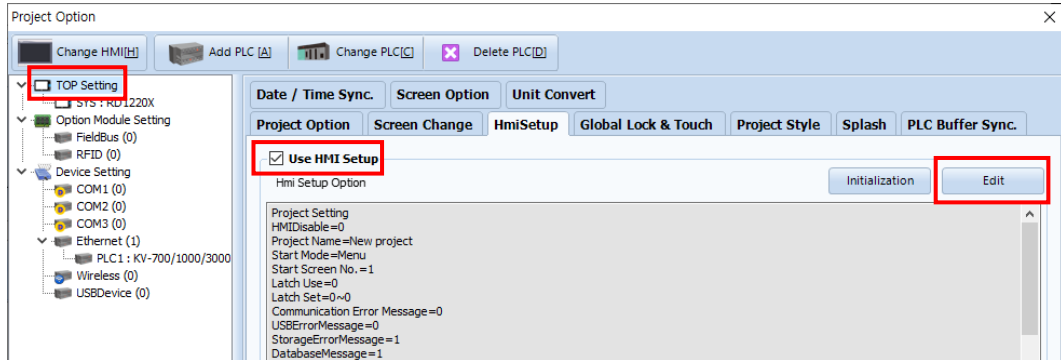 Project Option
Change HMI[H]
Add PLC [A]
Change PLC[C]
Delete PLC[D]
TOP Setting
SYS : RD1220X
Option Module Setting
FieldBus (0)
RFID (0)
Device Setting
COM1 (0)
COM2 (0)
COM3 (0)
Ethernet (1)
PLC1 : KV-700/1000/3000
Wireless (0)
USBDevice (0)
Date / Time Sync.
Screen Option
Unit Convert
Project Option
Screen Change
HmiSetup
Global Lock & Touch
Project Style
Splash
PLC Buffer Sync.
Use HMI Setup
Hmi Setup Option
Initialization
Edit
Project Setting
HMIDisable=0
Project Name=New project
Start Mode=Menu
Start Screen No.=1
Latch Use=0
Latch Set=0~0
Communication Error Message=0
USBErrorMessage=0
StorageErrorMessage=1
DatabaseMessage=1